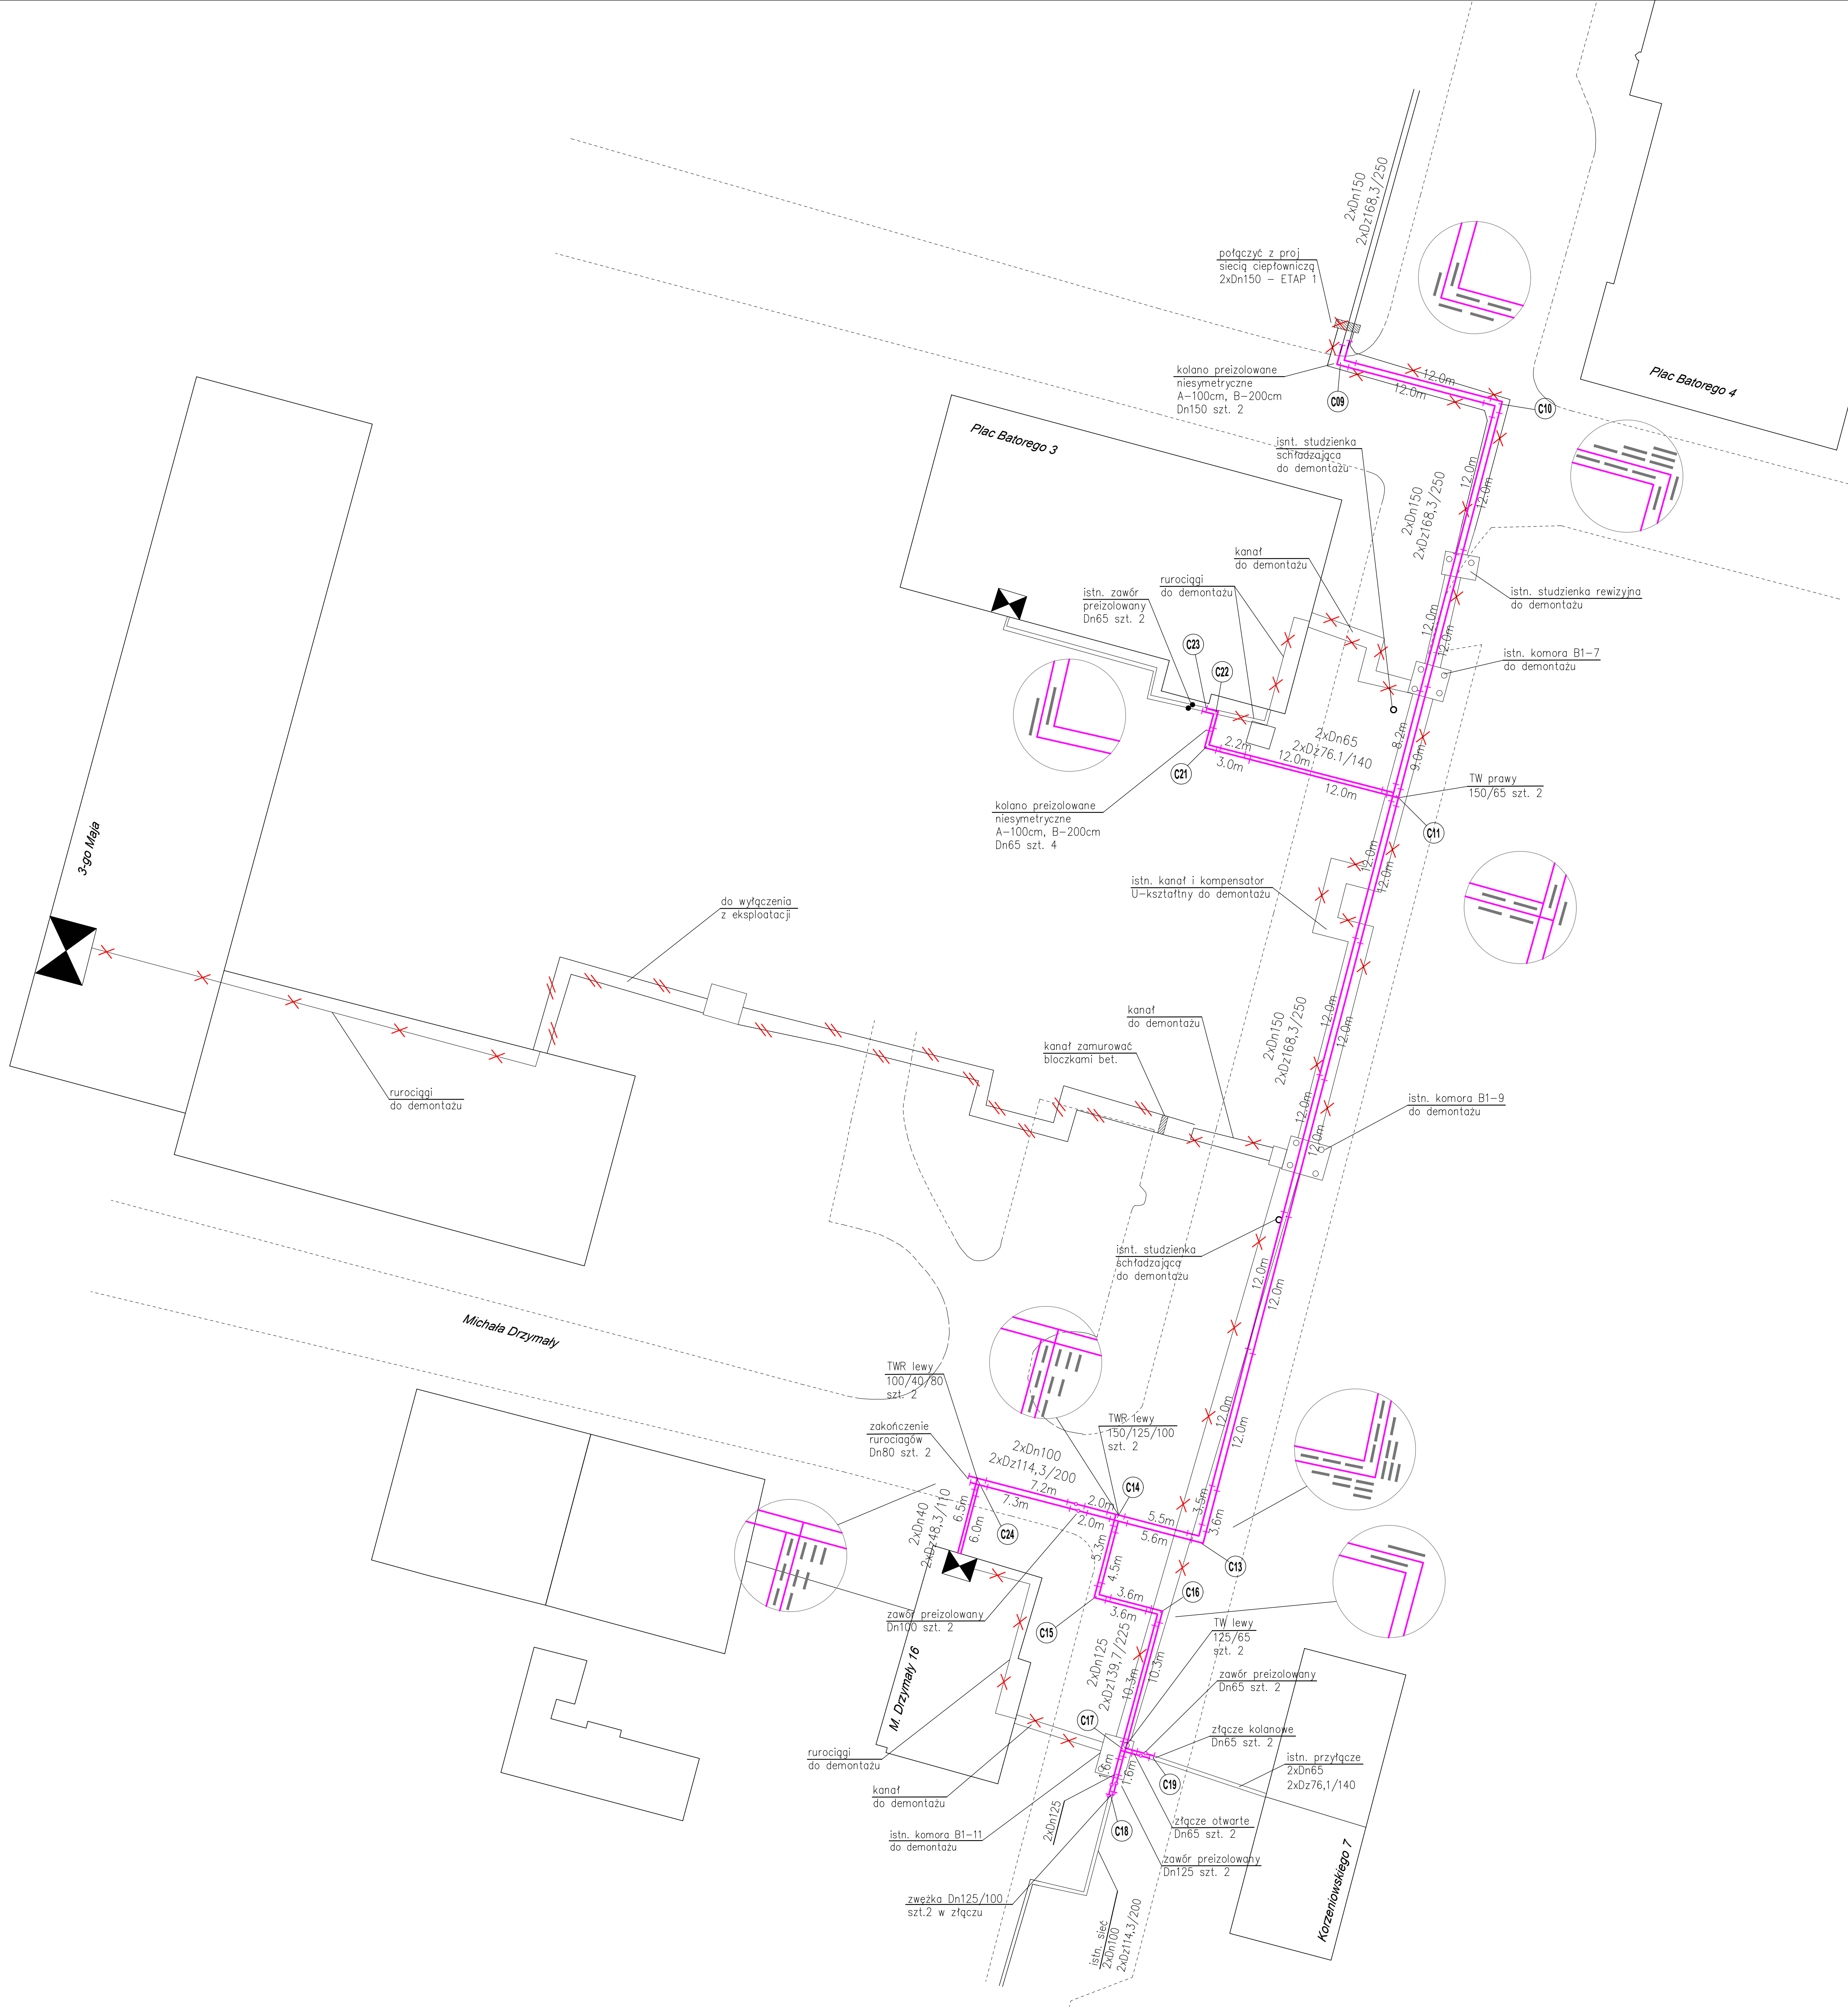 2xDn150
2xDz168,3/250
połączyć z proj
siecią ciepłowniczą
2xDn150 - ETAP 1
kolano preizolowane
niesymetryczne
A-100cm, B-200cm
Dn150 szt. 2
C09
12.0m
12.0m
C10
Plac Batorego 4
Plac Batorego 3
isnt. studzienka
schładzająca
do demontażu
12.0m
12.0m
2xDn150
2xDz168,3/250
kanał
do demontażu
rurociągi
do demontażu
istn. zawór
preizolowany
Dn65 szt. 2
istn. studzienka rewizyjna
do demontażu
12.0m
12.0m
C23
C22
istn. komora B1-7
do demontażu
2xDn65
2xDz76.1/140
8.2m
9.0m
2.2m
3.0m
12.0m
12.0m
C21
TW prawy
150/65 szt. 2
kolano preizolowane
niesymetryczne
A-100cm, B-200cm
Dn65 szt. 4
C11
3-go Maja
12.0m
12.0m
istn. kanał i kompensator
U-kształtny do demontażu
do wyłączenia
z eksploatacji
2xDn150
2xDz168,3/250
12.0m
12.0m
kanał
do demontażu
kanał zamurować
bloczkami bet.
rurociągi
do demontażu
istn. komora B1-9
do demontażu
12.0m
12.0m
isnt. studzienka
schładzającą
do demontażu
12.0m
12.0m
Michała Drzymały
TWR lewy
100/40/80
szt. 2
zakończenie
rurociagów
Dn80 szt. 2
TWR lewy
150/125/100
szt. 2
12.0m
12.0m
2xDn100
2xDz114,3/200
7.2m
7.3m
2.0m
2.0m
C14
5.5m
5.6m
3.5m
3.6m
2xDn40
2xDz48,3/110
6.5m
6.0m
C24
C13
5.3m
4.5m
3.6m
3.6m
C16
zawór preizolowany
Dn100 szt. 2
C15
TW lewy
125/65
szt. 2
2xDn125
2xDz139,7/225
10.3m
10.3m
M. Drzymały 16
zawór preizolowany
Dn65 szt. 2
C17
złącze kolanowe
Dn65 szt. 2
rurociągi
do demontażu
istn. przyłącze
2xDn65
2xDz76,1/140
1.6m
1.6m
C19
kanał
do demontażu
2xDn125
złącze otwarte
Dn65 szt. 2
C18
istn. komora B1-11
do demontażu
zawór preizolowany
Dn125 szt. 2
Korzeniowskiego 7
zwężka Dn125/100
szt.2 w złączu
istn. sieć
2xDn100
2xDz114,3/200